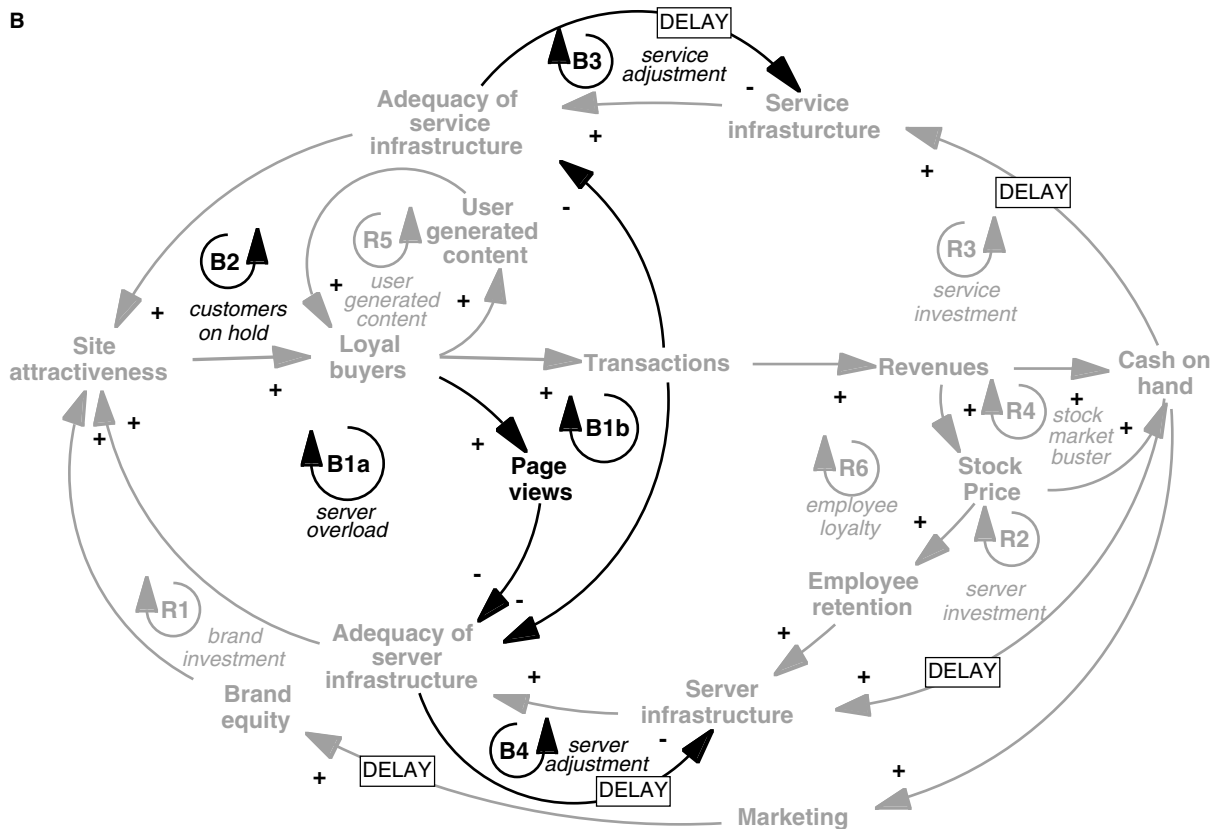 B
DELAY
B3
service
adjustment
Adequacy of
service
infrastructure
-
Service
infrasturcture
+
+
DELAY
-
User
generated
content
R5
user
generated
content
+
+
B2
customers
on hold
+
R3
service
investment
Site
attractiveness
+
Loyal
buyers
+
Transactions
+
Revenues
+
Cash on
hand
+
+
+
B1a
server
overload
+
Page
views
B1b
R6
employee
loyalty
+
R4
stock
market
buster
+
Stock
Price
+
R2
server
investment
-
-
Employee
retention
+
R1
brand
investment
Adequacy of
server
infrastructure
+
Server
infrastructure
+
DELAY
Brand
equity
B4
server
adjustment
-
+
DELAY
DELAY
+
Marketing